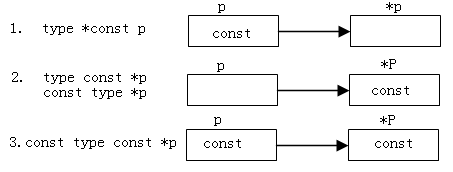 p *p
1. type *const p const
p *P
2. type const *p
const type *p const
p *P
3.const type const *p const const